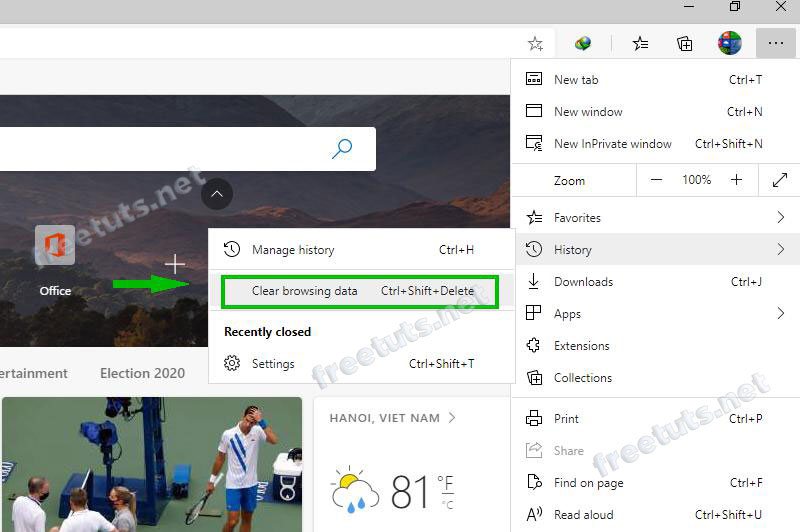 New tab Ctrl+T
New window Ctrl+N
New InPrivate window Ctrl+Shift+N
Zoom 100%
Favorites
History
Downloads Ctrl+J
Apps
Extensions
Collections
Print Ctrl+P
Share
Find on page Ctrl+F
Read aloud Ctrl+Shift+U
Manage history Ctrl+H
Clear browsing data Ctrl+Shift+Delete
Recently closed
Settings Ctrl+Shift+T
Office
ertainment Election 2020
HANOI, VIET NAM
81 °F
°C
freetuts.net
freetuts.net
freetuts.net
freetuts.net